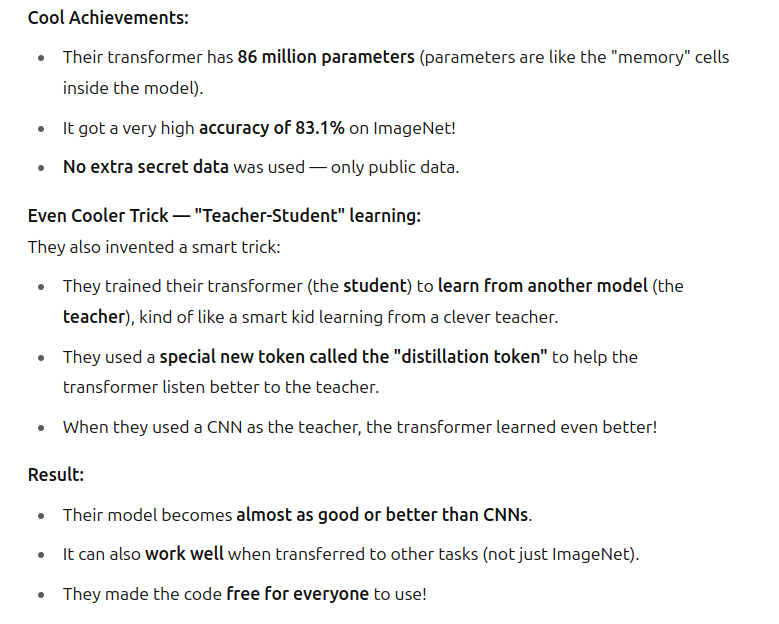 Cool Achievements:
• Their transformer has 86 million parameters (parameters are like the "memory" cells
inside the model).
• It got a very high accuracy of 83.1% on ImageNet!
• No extra secret data was used — only public data.
Even Cooler Trick — "Teacher-Student" learning:
They also invented a smart trick:
• They trained their transformer (the student) to learn from another model (the
teacher), kind of like a smart kid learning from a clever teacher.
• They used a special new token called the "distillation token" to help the
transformer listen better to the teacher.
• When they used a CNN as the teacher, the transformer learned even better!
Result:
• Their model becomes almost as good or better than CNNs.
• It can also work well when transferred to other tasks (not just ImageNet).
• They made the code free for everyone to use!